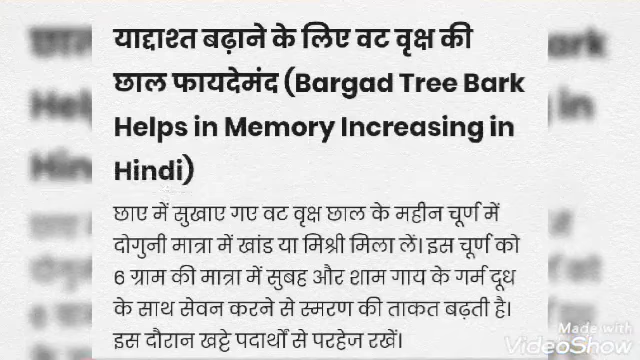 याद्दाश्त बढ़ाने के लिए वट वृक्ष की
छाल फायदेमंद (Bargad Tree Bark
Helps in Memory Increasing in
Hindi)
छाए में सुखाए गए वट वृक्ष छाल के महीन चूर्ण में
दोगुनी मात्रा में खांड या मिश्री मिला लें। इस चूर्ण को
6 ग्राम की मात्रा में सुबह और शाम गाय के गर्म दूध
के साथ सेवन करने से स्मरण की ताकत बढ़ती है।
इस दौरान खट्टे पदार्थों से परहेज रखें।
Made with
VideoShow